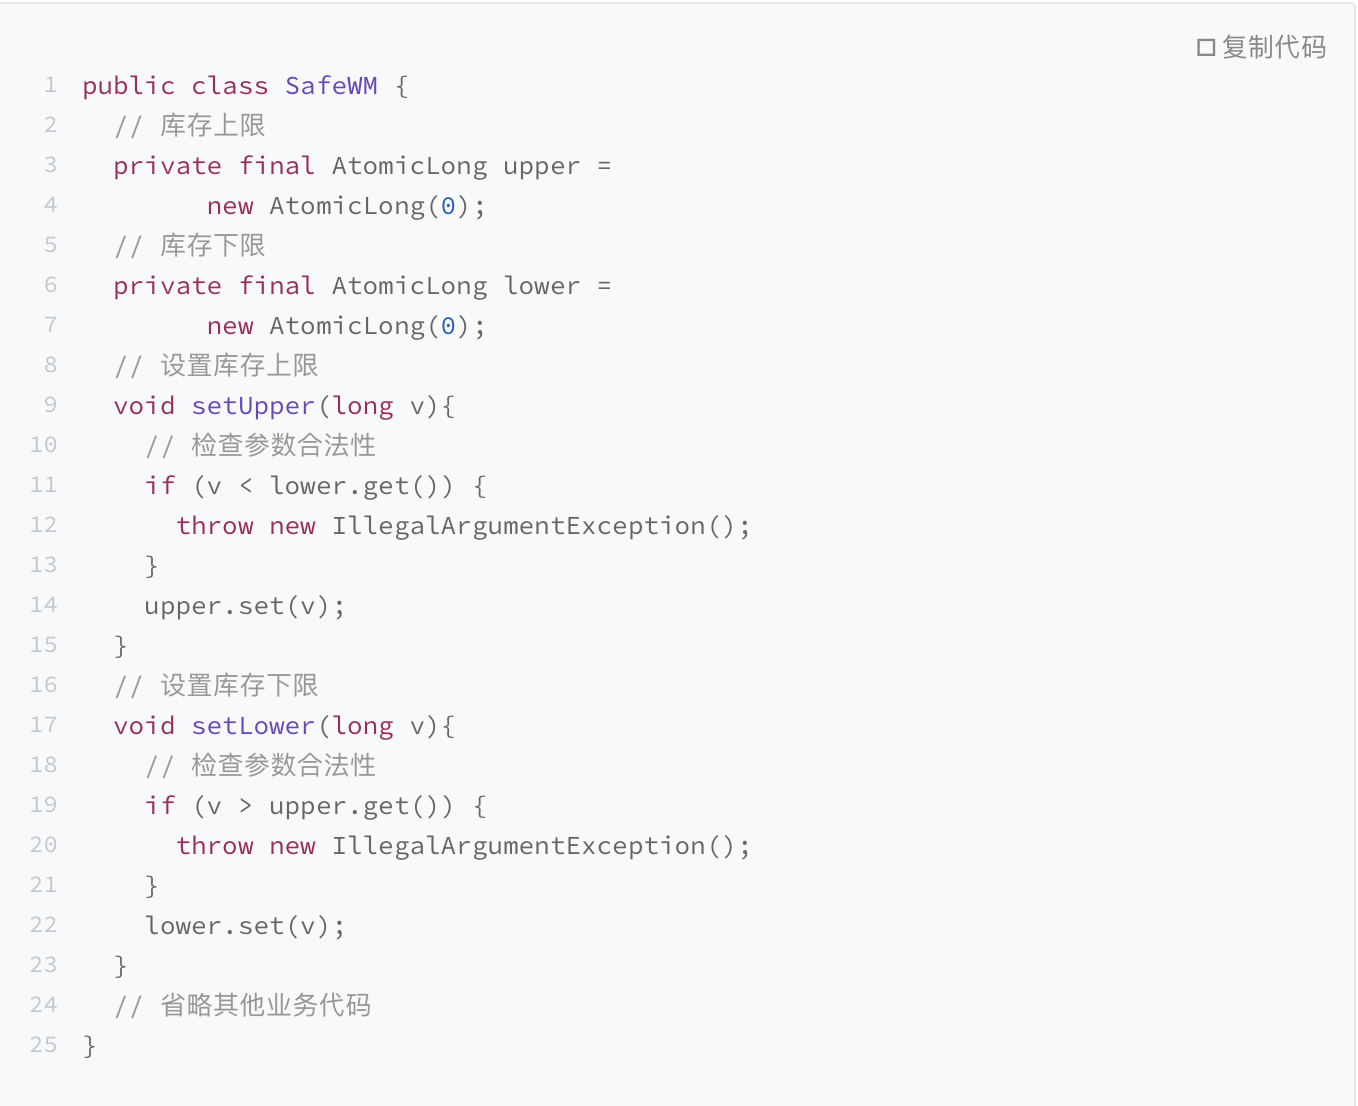 复制代码
1 public class SafeWM {
2   // 库存上限
3   private final AtomicLong upper =
4         new AtomicLong(0);
5   // 库存下限
6   private final AtomicLong lower =
7         new AtomicLong(0);
8   // 设置库存上限
9   void setUpper(long v){
10     // 检查参数合法性
11     if (v < lower.get()) {
12       throw new IllegalArgumentException();
13     }
14     upper.set(v);
15   }
16   // 设置库存下限
17   void setLower(long v){
18     // 检查参数合法性
19     if (v > upper.get()) {
20       throw new IllegalArgumentException();
21     }
22     lower.set(v);
23   }
24   // 省略其他业务代码
25 }